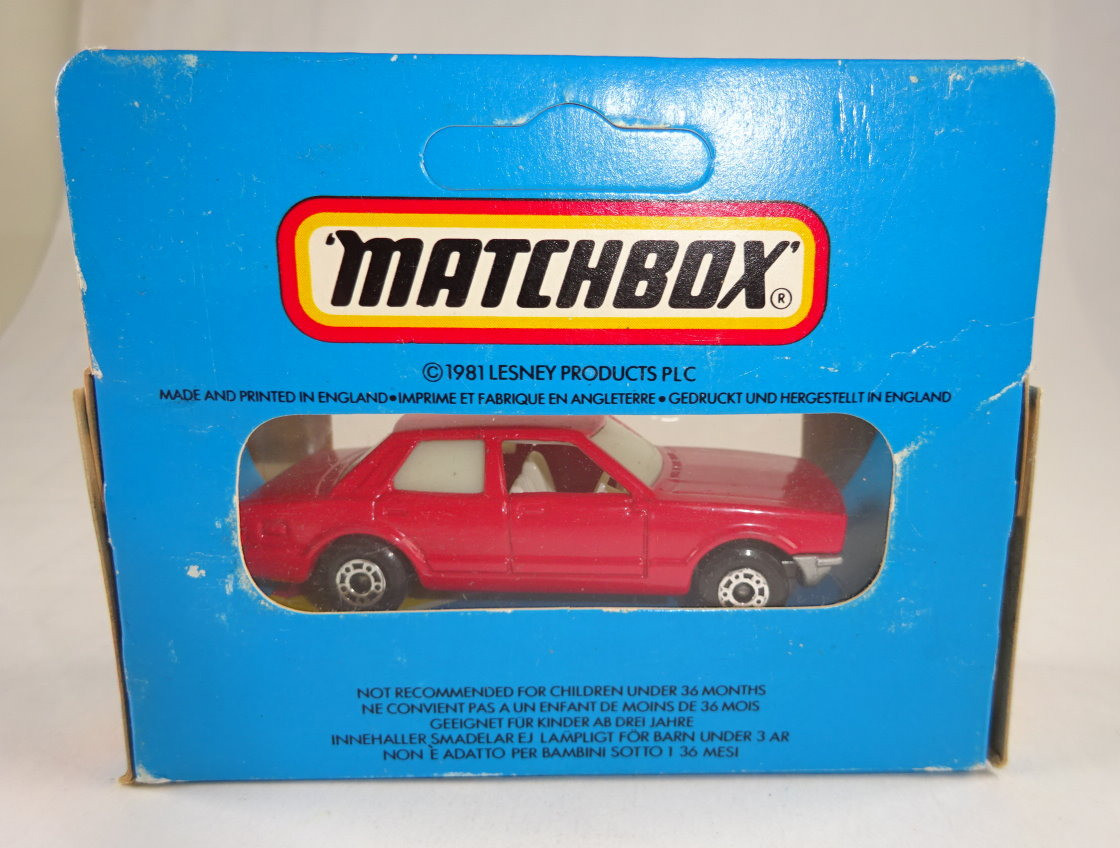 'MATCHBOX'
®
©1981 LESNEY PRODUCTS PLC
MADE AND PRINTED IN ENGLAND•IMPRIME ET FABRIQUE EN ANGLETERRE•GEDRUCKT UND HERGESTELLT IN ENGLAND
NOT RECOMMENDED FOR CHILDREN UNDER 36 MONTHS
NE CONVIENT PAS A UN ENFANT DE MOINS DE 36 MOIS
GEEIGNET FÜR KINDER AB DREI JAHRE
INNEHALLER SMADELAR EJ LAMPLIGT FÖR BARN UNDER 3 AR
NON È ADATTO PER BAMBINI SOTTO I 36 MESI